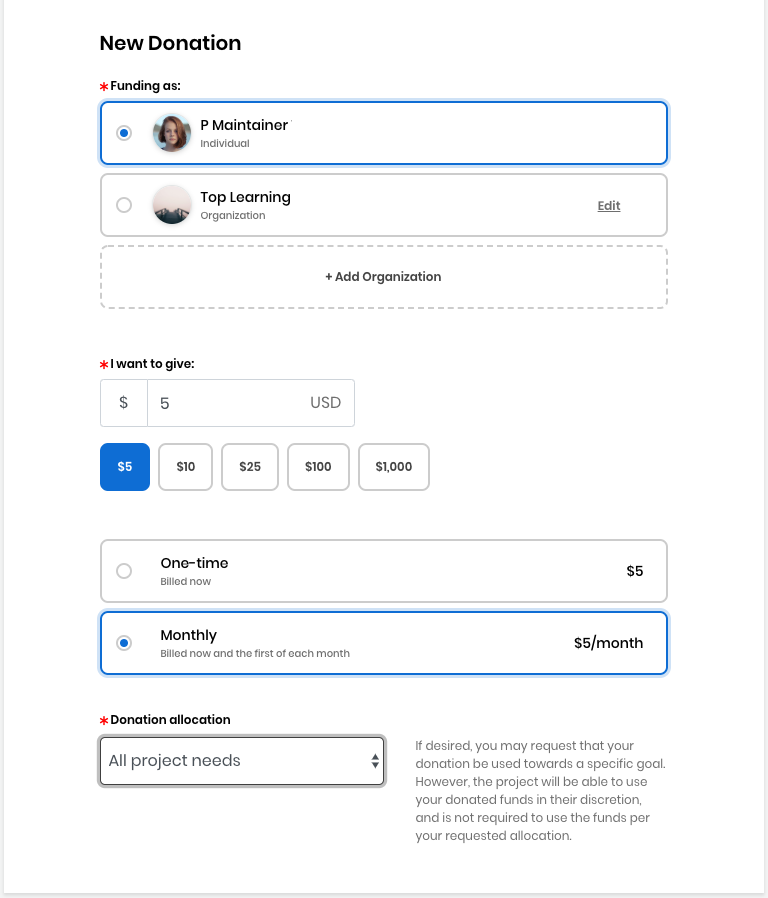 New Donation
*Funding as:
P Maintainer
Individual
Top Learning
Organization
Edit
+ Add Organization
*I want to give:
$ 5 USD
$5 $10 $25 $100 $1,000
One-time
Billed now
$5
Monthly
Billed now and the first of each month
$5/month
*Donation allocation
All project needs
If desired, you may request that your
donation be used towards a specific goal.
However, the project will be able to use
your donated funds in their discretion,
and is not required to use the funds per
your requested allocation.